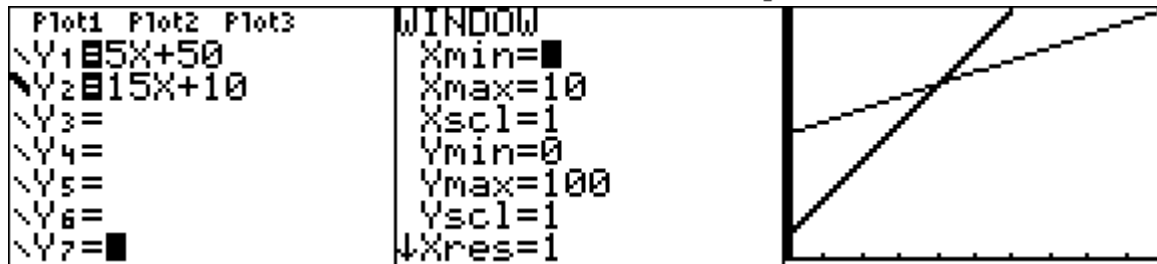 Plot1 Plot2 Plot3
\Y1=5X+50
\Y2=15X+10
\Y3=
\Y4=
\Y5=
\Y6=
\Y7=
WINDOW
Xmin=
Xmax=10
Xscl=1
Ymin=0
Ymax=100
Yscl=1
↓Xres=1